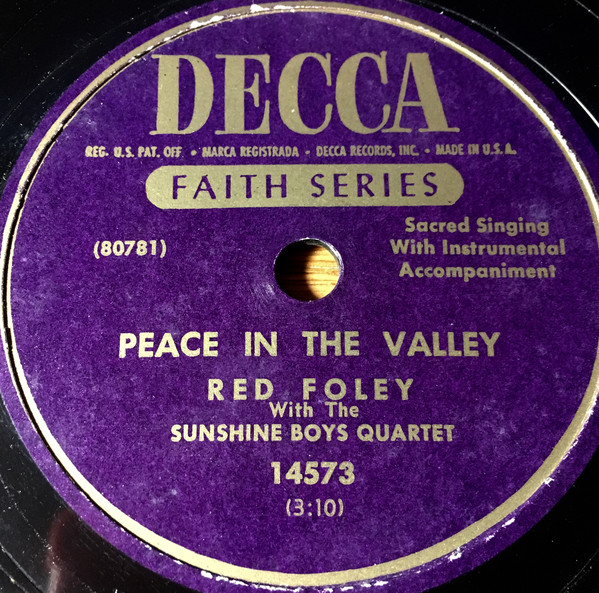 DECCA
REG. U.S. PAT. OFF. • MARCA REGISTRADA • DECCA RECORDS, INC. • MADE IN U.S.A.
FAITH SERIES
(80781)
Sacred Singing
With Instrumental
Accompaniment
PEACE IN THE VALLEY
RED FOLEY
With The
SUNSHINE BOYS QUARTET
14573
(3:10)